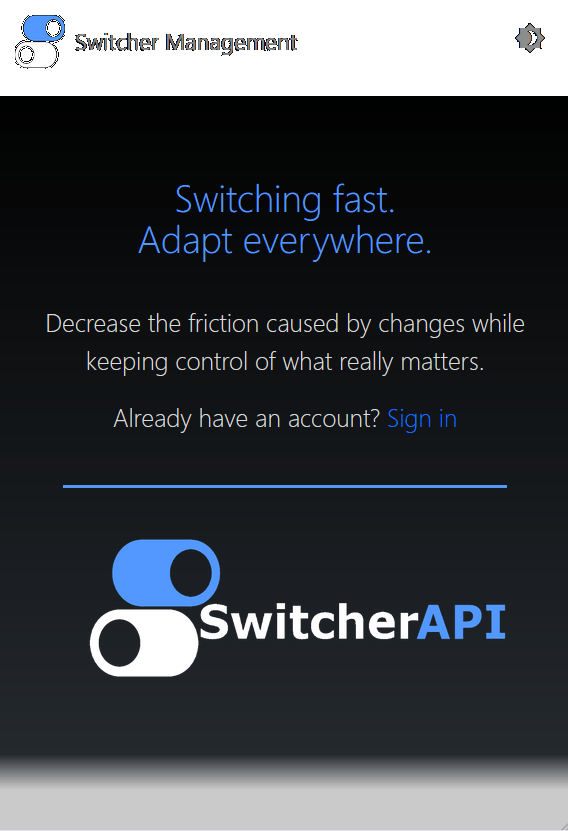 Switcher Management
Switching fast.
Adapt everywhere.
Decrease the friction caused by changes while
keeping control of what really matters.
Already have an account? Sign in
SwitcherAPI